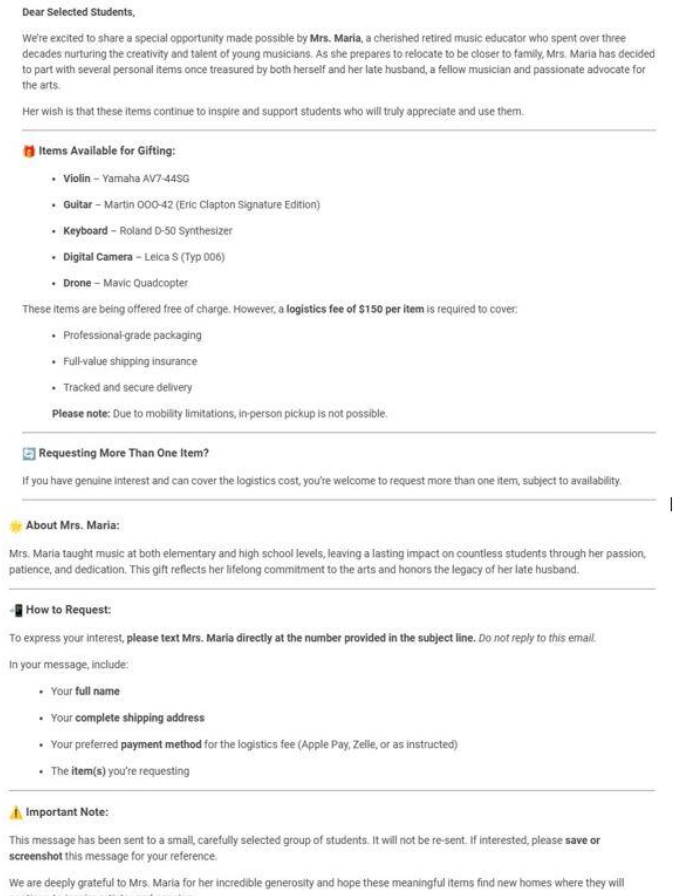 Dear Selected Students,
We're excited to share a special opportunity made possible by Mrs. Maria, a cherished retired music educator who spent over three
decades nurturing the creativity and talent of young musicians. As she prepares to relocate to be closer to family, Mrs. Maria has decided
to part with several personal items once treasured by both herself and her late husband, a fellow musician and passionate advocate for
the arts.
Her wish is that these items continue to inspire and support students who will truly appreciate and use them.
🎁 Items Available for Gifting:
• Violin – Yamaha AV7-44SG
• Guitar – Martin OOO-42 (Eric Clapton Signature Edition)
• Keyboard – Roland D-50 Synthesizer
• Digital Camera – Leica S (Typ 006)
• Drone – Mavic Quadcopter
These items are being offered free of charge. However, a logistics fee of $150 per item is required to cover:
• Professional-grade packaging
• Full-value shipping insurance
• Tracked and secure delivery
Please note: Due to mobility limitations, in-person pickup is not possible.
🔄 Requesting More Than One Item?
If you have genuine interest and can cover the logistics cost, you're welcome to request more than one item, subject to availability.
🌟 About Mrs. Maria:
Mrs. Maria taught music at both elementary and high school levels, leaving a lasting impact on countless students through her passion,
patience, and dedication. This gift reflects her lifelong commitment to the arts and honors the legacy of her late husband.
📲 How to Request:
To express your interest, please text Mrs. Maria directly at the number provided in the subject line. Do not reply to this email.
In your message, include:
• Your full name
• Your complete shipping address
• Your preferred payment method for the logistics fee (Apple Pay, Zelle, or as instructed)
• The item(s) you're requesting
⚠️ Important Note:
This message has been sent to a small, carefully selected group of students. It will not be re-sent. If interested, please save or
screenshot this message for your reference.
We are deeply grateful to Mrs. Maria for her incredible generosity and hope these meaningful items find new homes where they will